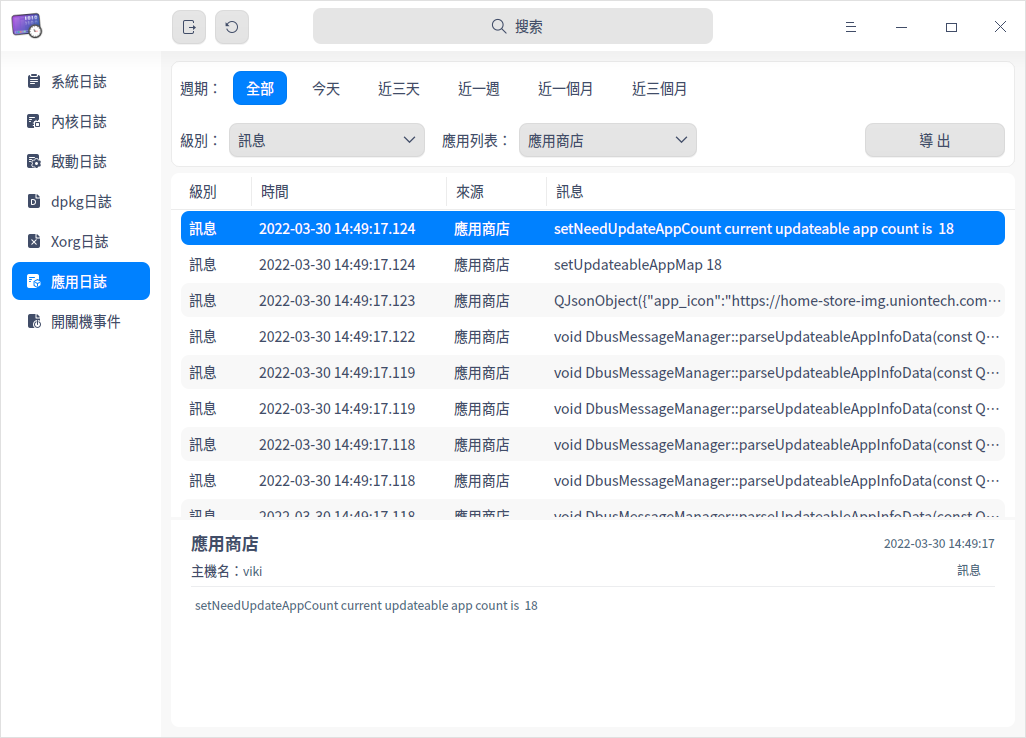 搜索
系統日誌
內核日誌
啟動日誌
dpkg日誌
Xorg日誌
應用日誌
開關機事件
週期： 全部 今天 近三天 近一週 近一個月 近三個月
級別： 訊息 應用列表： 應用商店 導 出
級別 時間 來源 訊息
訊息 2022-03-30 14:49:17.124 應用商店 setNeedUpdateAppCount current updateable app count is  18
訊息 2022-03-30 14:49:17.124 應用商店 setUpdateableAppMap 18
訊息 2022-03-30 14:49:17.123 應用商店 QJsonObject({"app_icon":"https://home-store-img.uniontech.com…
訊息 2022-03-30 14:49:17.122 應用商店 void DbusMessageManager::parseUpdateableAppInfoData(const Q…
訊息 2022-03-30 14:49:17.119 應用商店 void DbusMessageManager::parseUpdateableAppInfoData(const Q…
訊息 2022-03-30 14:49:17.119 應用商店 void DbusMessageManager::parseUpdateableAppInfoData(const Q…
訊息 2022-03-30 14:49:17.118 應用商店 void DbusMessageManager::parseUpdateableAppInfoData(const Q…
訊息 2022-03-30 14:49:17.118 應用商店 void DbusMessageManager::parseUpdateableAppInfoData(const Q…
訊息 2022-03-30 14:49:17.118 應用商店 void DbusMessageManager::parseUpdateableAppInfoData(const Q…
應用商店 2022-03-30 14:49:17
主機名：viki 訊息
setNeedUpdateAppCount current updateable app count is  18